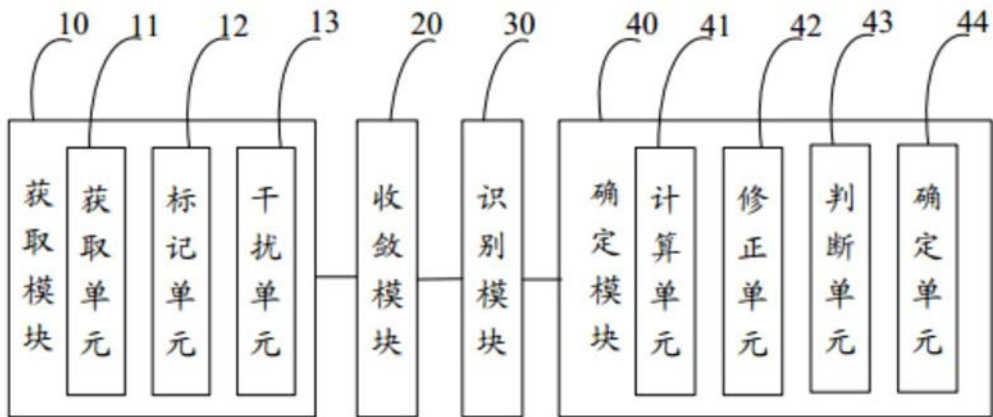 10 11 12 13 20 30 40 41 42 43 44
获取模块
获取单元
标记单元
干扰单元
收敛模块
识别模块
确定模块
计算单元
修正单元
判断单元
确定单元